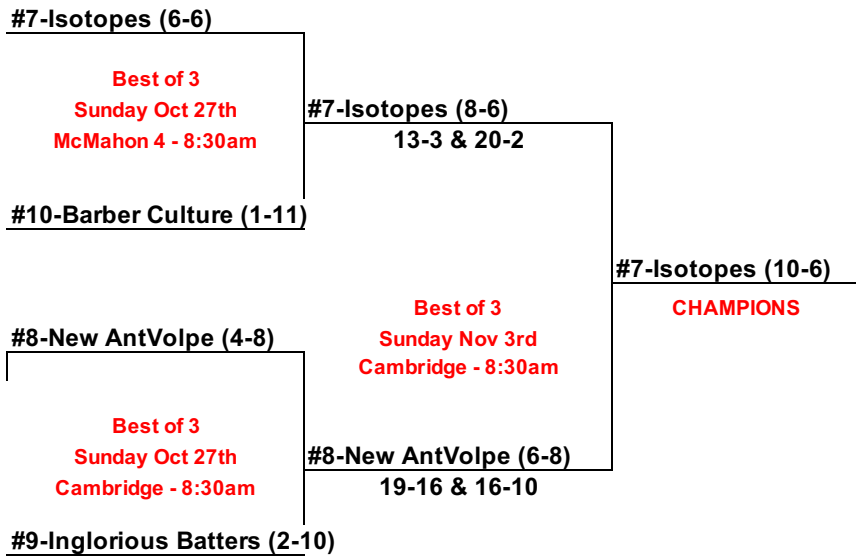 #7-Isotopes (6-6)
Best of 3
Sunday Oct 27th
McMahon 4 - 8:30am
#10-Barber Culture (1-11)
#7-Isotopes (8-6)
13-3 & 20-2
#8-New AntVolpe (4-8)
Best of 3
Sunday Oct 27th
Cambridge - 8:30am
#9-Inglorious Batters (2-10)
#8-New AntVolpe (6-8)
19-16 & 16-10
Best of 3
Sunday Nov 3rd
Cambridge - 8:30am
#7-Isotopes (10-6)
CHAMPIONS